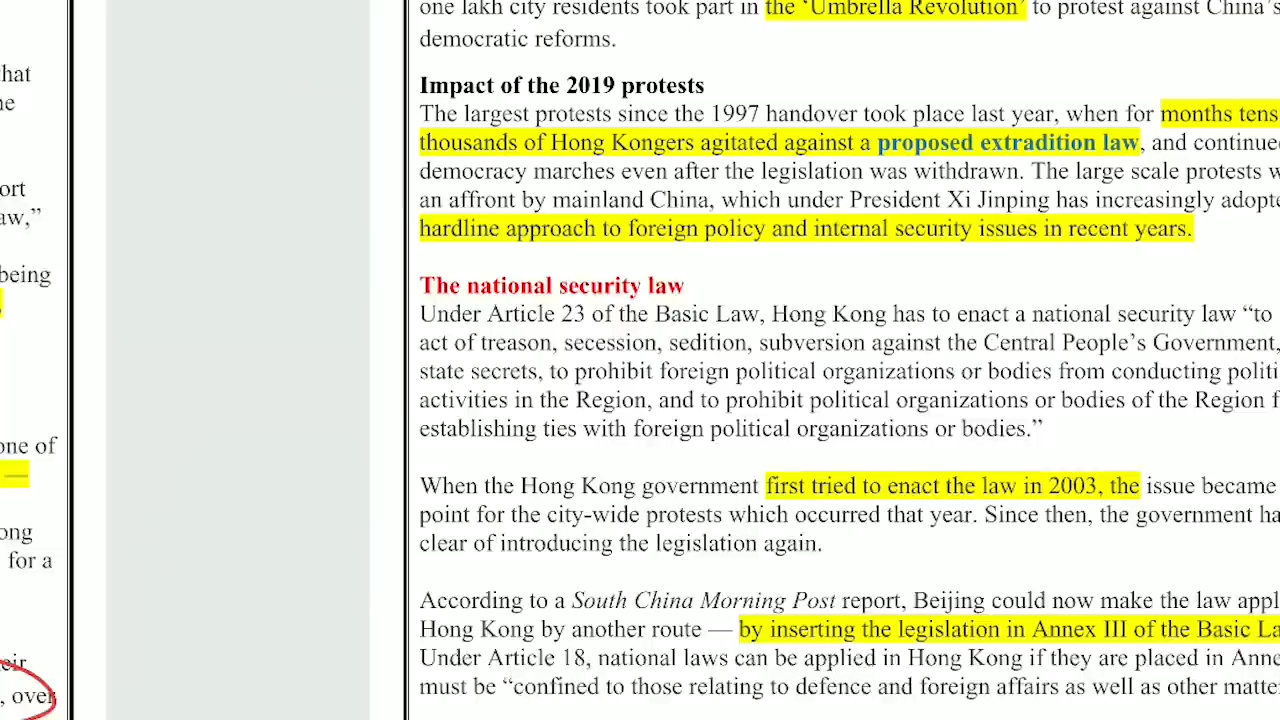 that
ort
aw,”
being
one of
—
ong
for a
, over
one lakh city residents took part in the ‘Umbrella Revolution’ to protest against China’s
democratic reforms.
Impact of the 2019 protests
The largest protests since the 1997 handover took place last year, when for months tens
thousands of Hong Kongers agitated against a proposed extradition law, and continued
democracy marches even after the legislation was withdrawn. The large scale protests w
an affront by mainland China, which under President Xi Jinping has increasingly adopte
hardline approach to foreign policy and internal security issues in recent years.
The national security law
Under Article 23 of the Basic Law, Hong Kong has to enact a national security law “to
act of treason, secession, sedition, subversion against the Central People’s Government,
state secrets, to prohibit foreign political organizations or bodies from conducting politi
activities in the Region, and to prohibit political organizations or bodies of the Region f
establishing ties with foreign political organizations or bodies.”
When the Hong Kong government first tried to enact the law in 2003, the issue became
point for the city-wide protests which occurred that year. Since then, the government ha
clear of introducing the legislation again.
According to a South China Morning Post report, Beijing could now make the law appl
Hong Kong by another route — by inserting the legislation in Annex III of the Basic La
Under Article 18, national laws can be applied in Hong Kong if they are placed in Anne
must be “confined to those relating to defence and foreign affairs as well as other matte